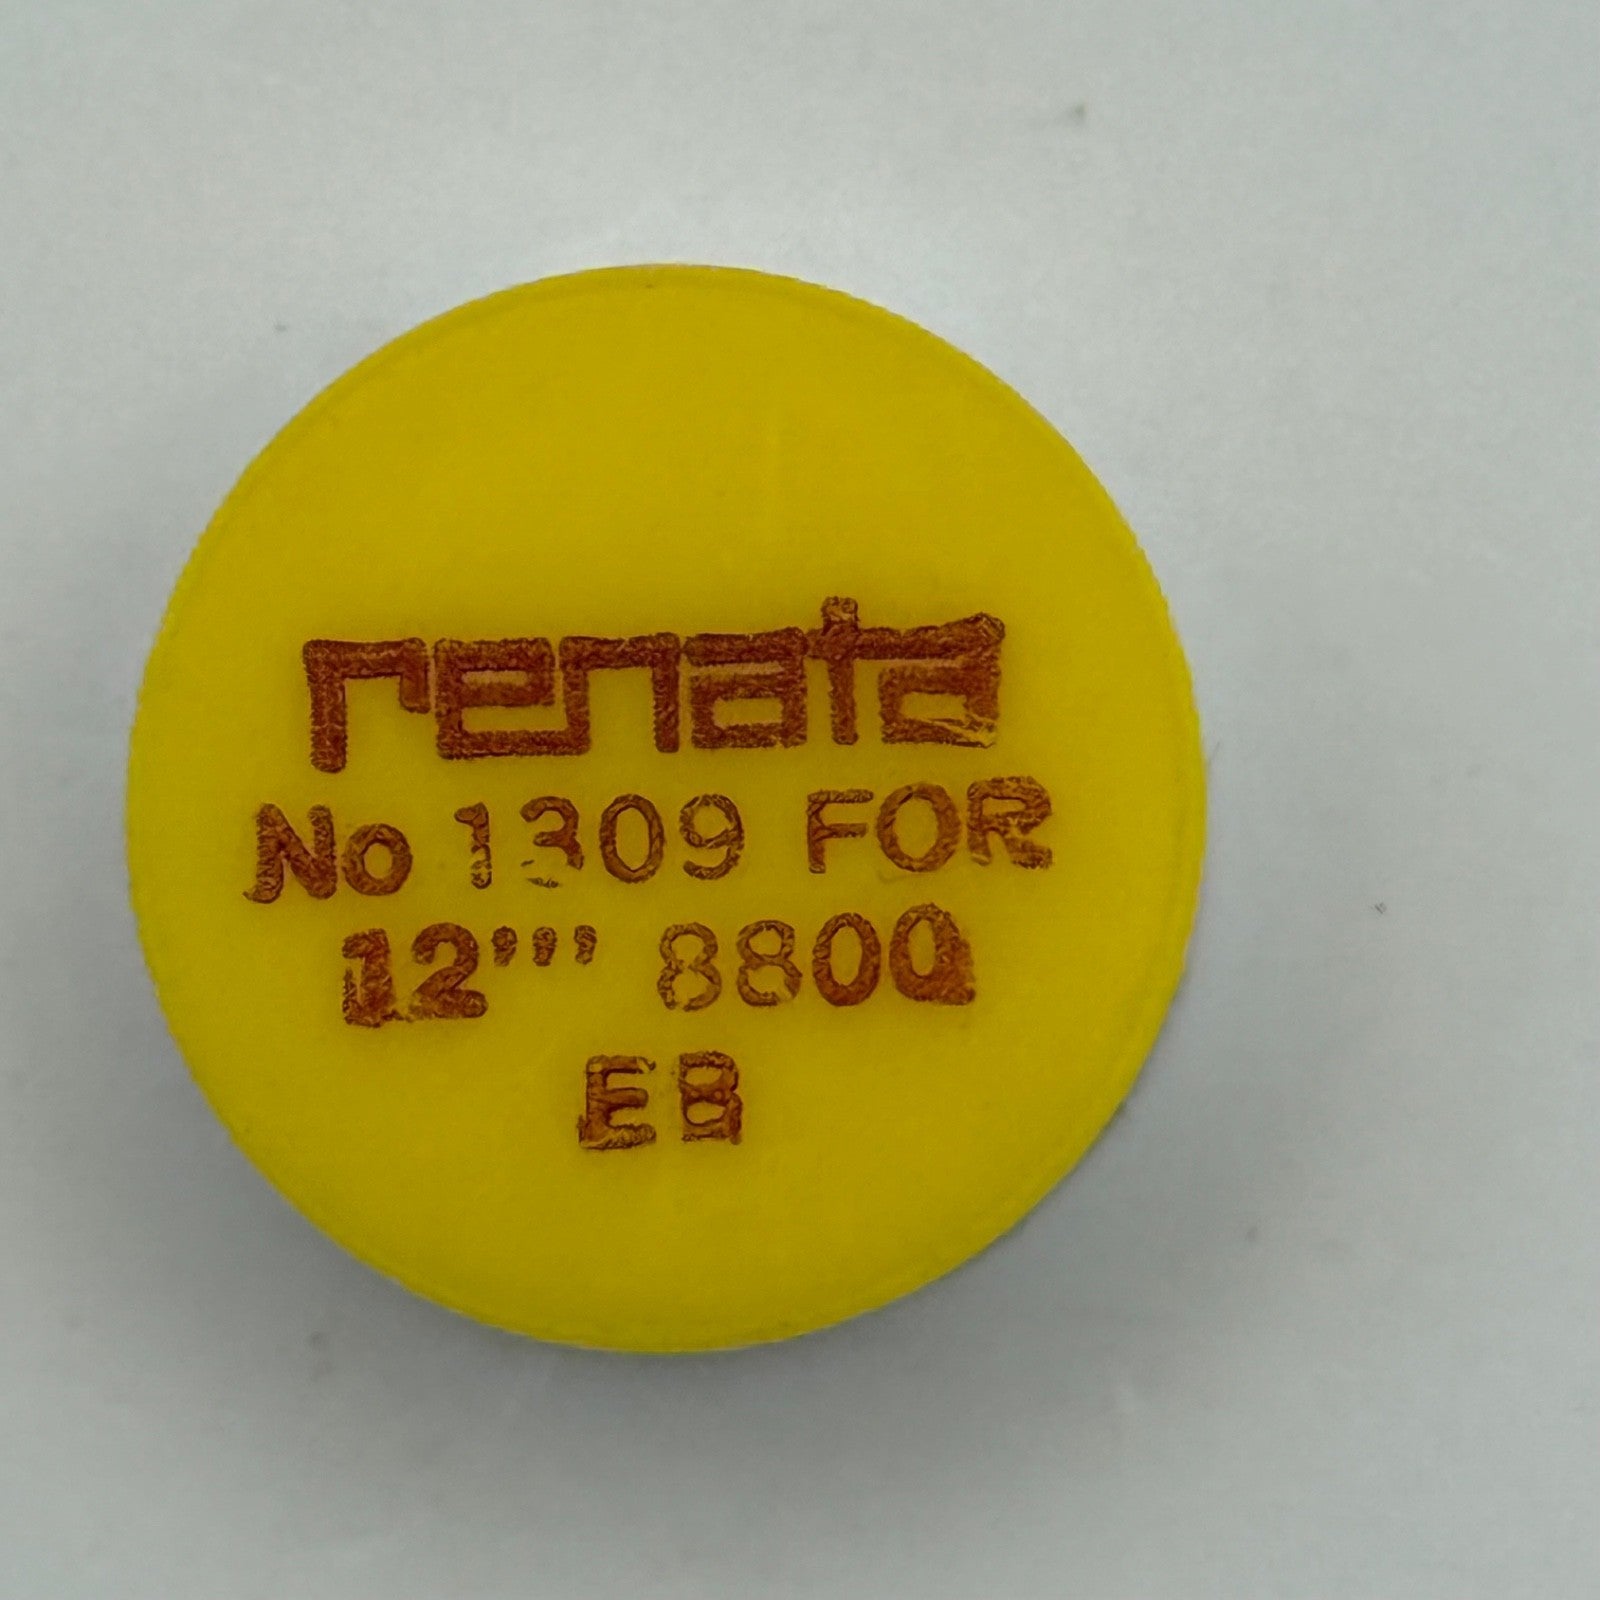 renata
No 1309 FOR
12''' 8800
EB